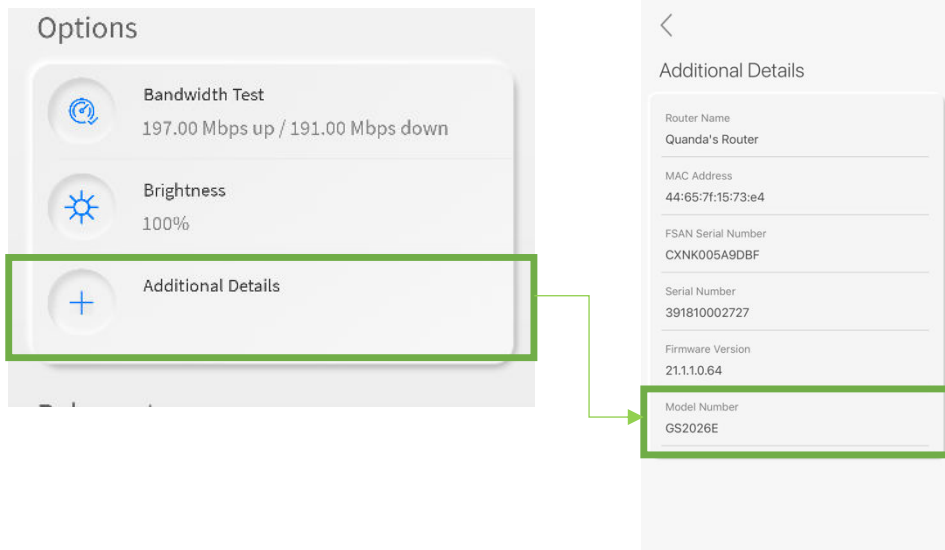 Options
Bandwidth Test
197.00 Mbps up / 191.00 Mbps down
Brightness
100%
Additional Details
Additional Details
Router Name
Quanda's Router
MAC Address
44:65:7f:15:73:e4
FSAN Serial Number
CXNK005A9DBF
Serial Number
391810002727
Firmware Version
21.1.1.0.64
Model Number
GS2026E